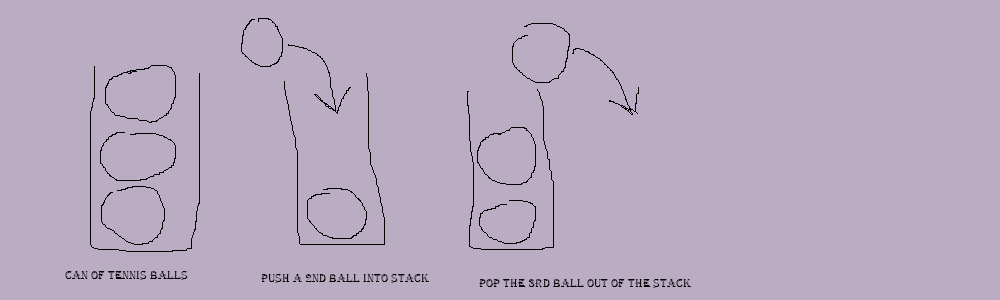 CAN OF TENNIS BALLS
PUSH A 2ND BALL INTO STACK
POP THE 3RD BALL OUT OF THE STACK